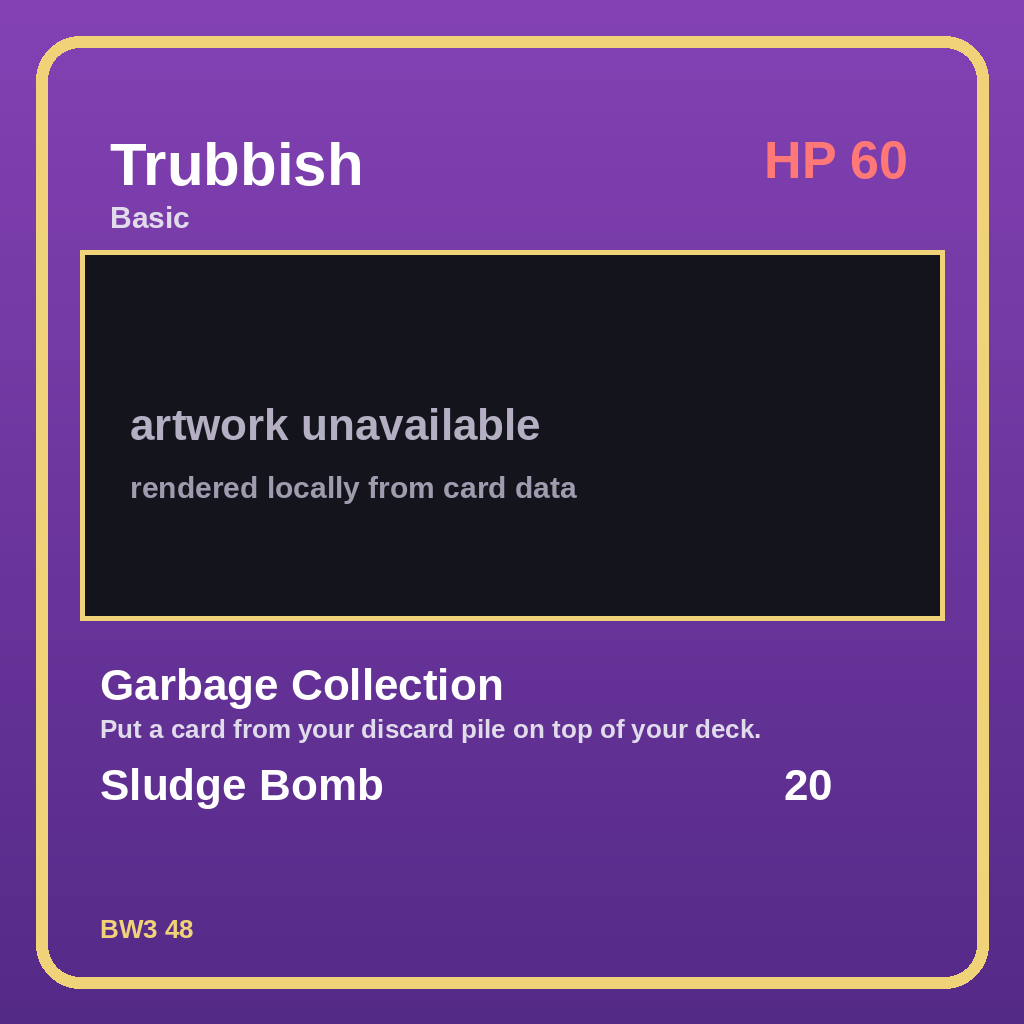 Trubbish
HP 60
Basic
artwork unavailable
rendered locally from card data
Garbage Collection
Put a card from your discard pile on top of your deck.
Sludge Bomb 20
BW3 48